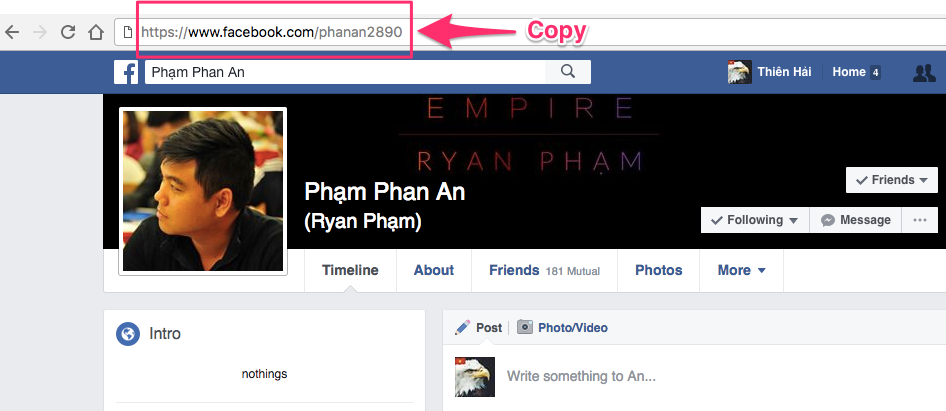 https://www.facebook.com/phanan2890
Copy
f
Phạm Phan An
Thiên Hải
Home 4
EMPIRE
RYAN PHẠM
Phạm Phan An
(Ryan Phạm)
Friends
Following
Message
...
Timeline
About
Friends 181 Mutual
Photos
More
Intro
nothings
Post
Photo/Video
Write something to An...